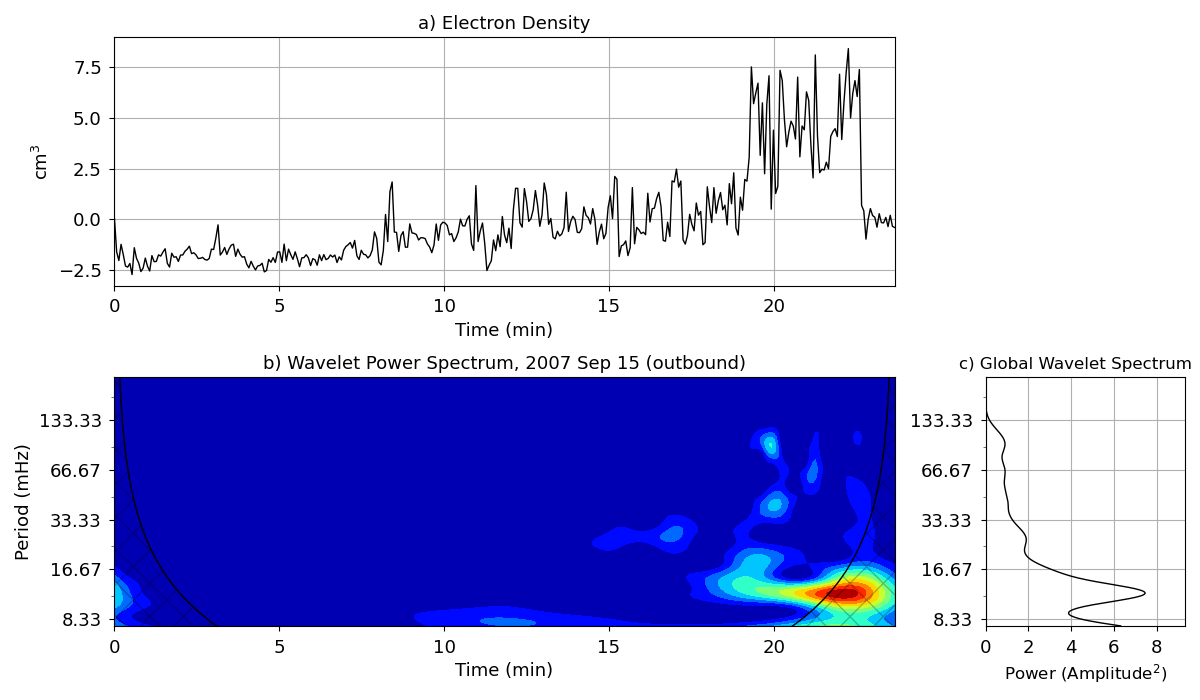 a) Electron Density
7.5
5.0
2.5
0.0
−2.5
cm³
0 5 10 15 20
Time (min)
b) Wavelet Power Spectrum, 2007 Sep 15 (outbound)
133.33
66.67
33.33
16.67
8.33
Period (mHz)
0 5 10 15 20
Time (min)
c) Global Wavelet Spectrum
133.33
66.67
33.33
16.67
8.33
0 2 4 6 8
Power (Amplitude²)